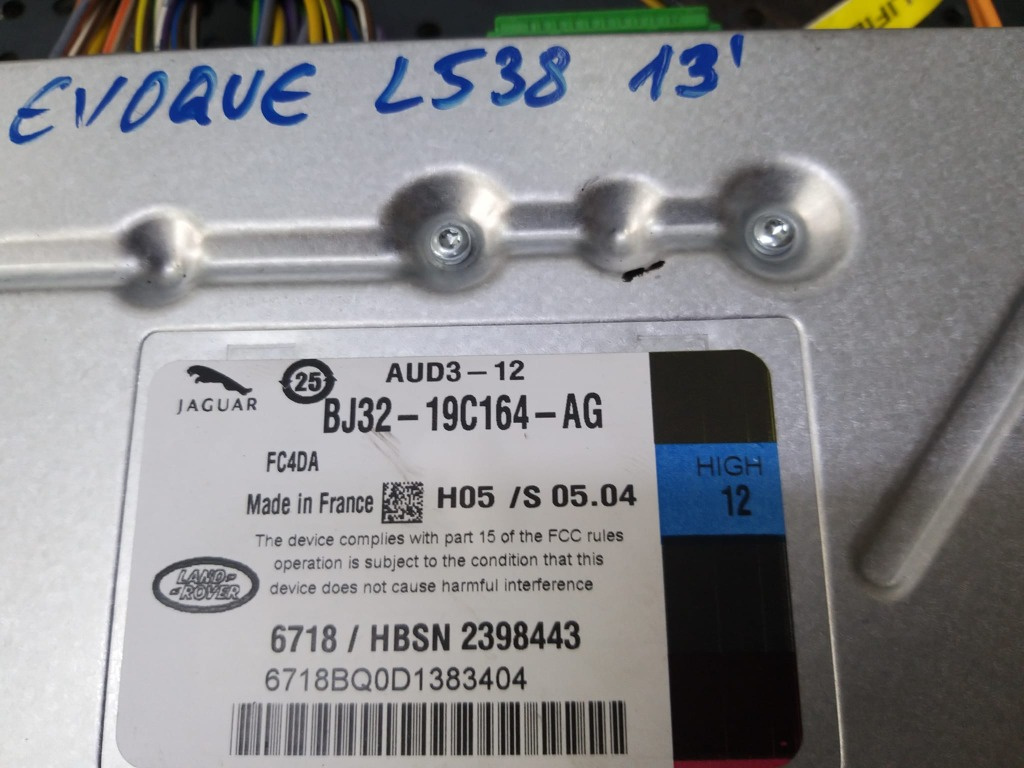 LIFIE
EVOQUE L538 13'
JAGUAR
25
AUD3-12
BJ32-19C164-AG
FC4DA
HIGH
12
Made in France H05 /S 05.04
The device complies with part 15 of the FCC rules
operation is subject to the condition that this
device does not cause harmful interference
LAND-
ROVER
6718 / HBSN 2398443
6718BQ0D1383404